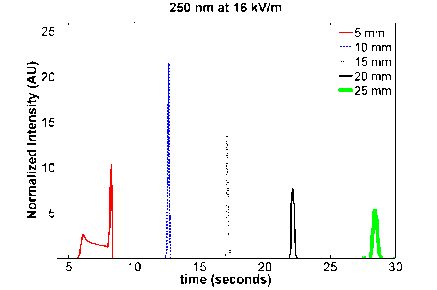 250 nm at 16 kV/m
Normalized Intensity (AU)
25
20
15
10
5
5 mm
10 mm
15 mm
20 mm
25 mm
5 10 15 20 25 30
time (seconds)